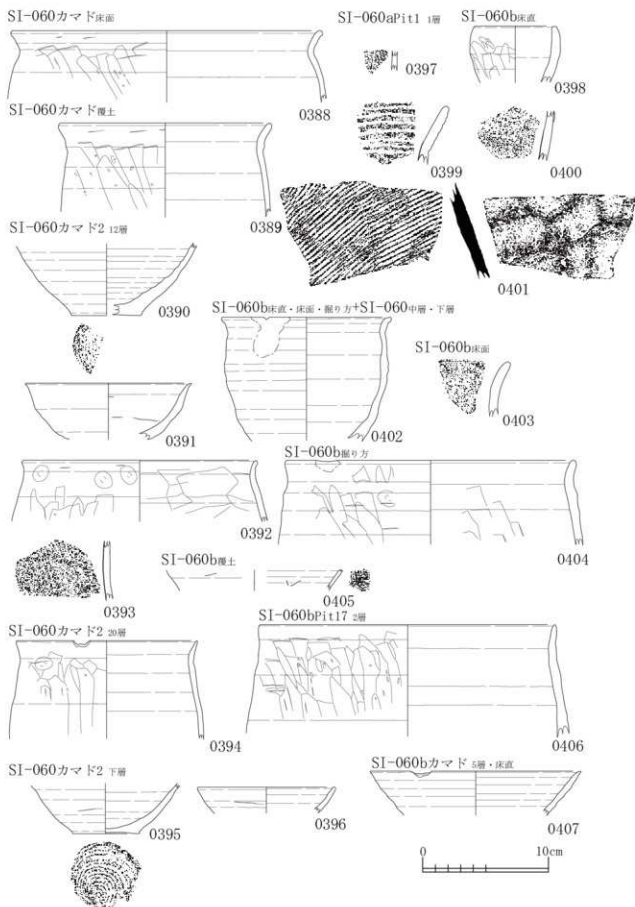 SI-060カマド床面
0388
SI-060カマド覆土
0389
SI-060カマド2 12層
0390
0391
0392
0393
SI-060カマド2 20層
0394
SI-060カマド2 下層
0395
0396
SI-060aPit1 1層
0397
SI-060b床直
0398
0399
0400
0401
SI-060b床直・床面・掘り方+SI-060中層・下層
0402
SI-060b床面
0403
SI-060b掘り方
0404
SI-060b覆土
0405
SI-060bPit17 2層
0406
SI-060bカマド 5層・床直
0407
0 10cm